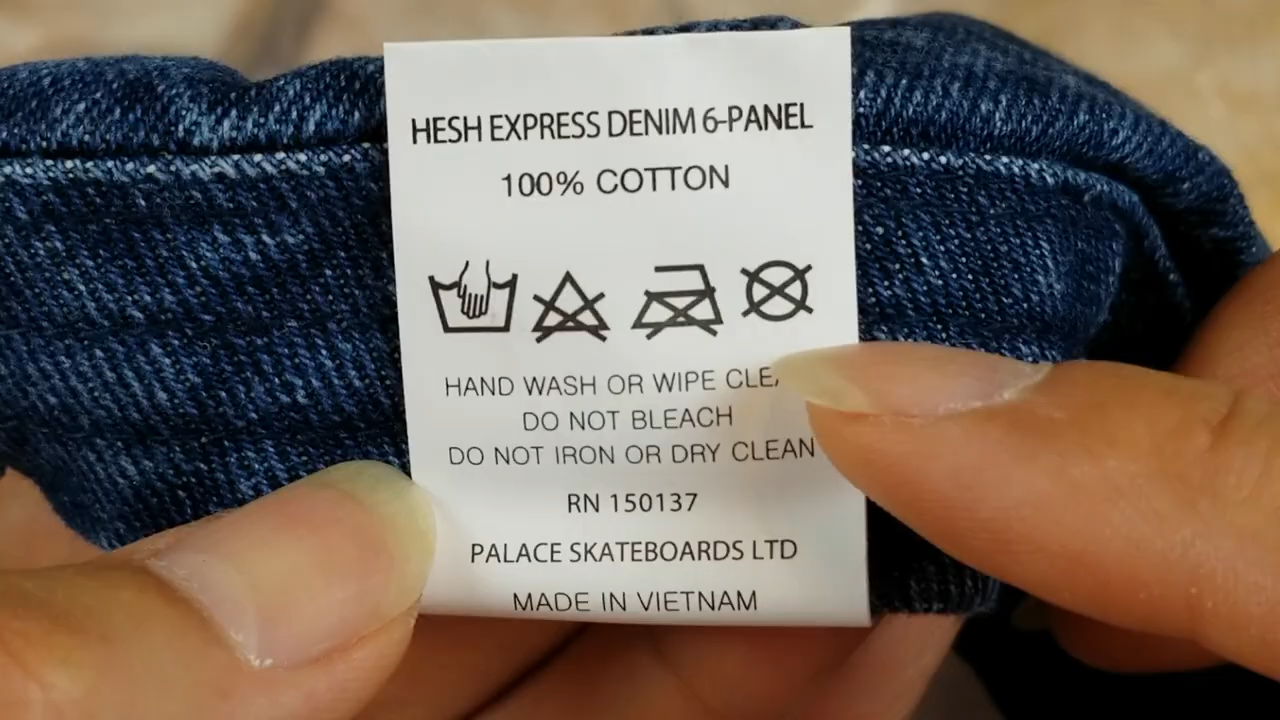 HESH EXPRESS DENIM 6-PANEL
100% COTTON
HAND WASH OR WIPE
DO NOT BLEACH
DO NOT IRON OR DRY CLEAN
RN 150137
PALACE SKATEBOARDS LTD
MADE IN VIETNAM